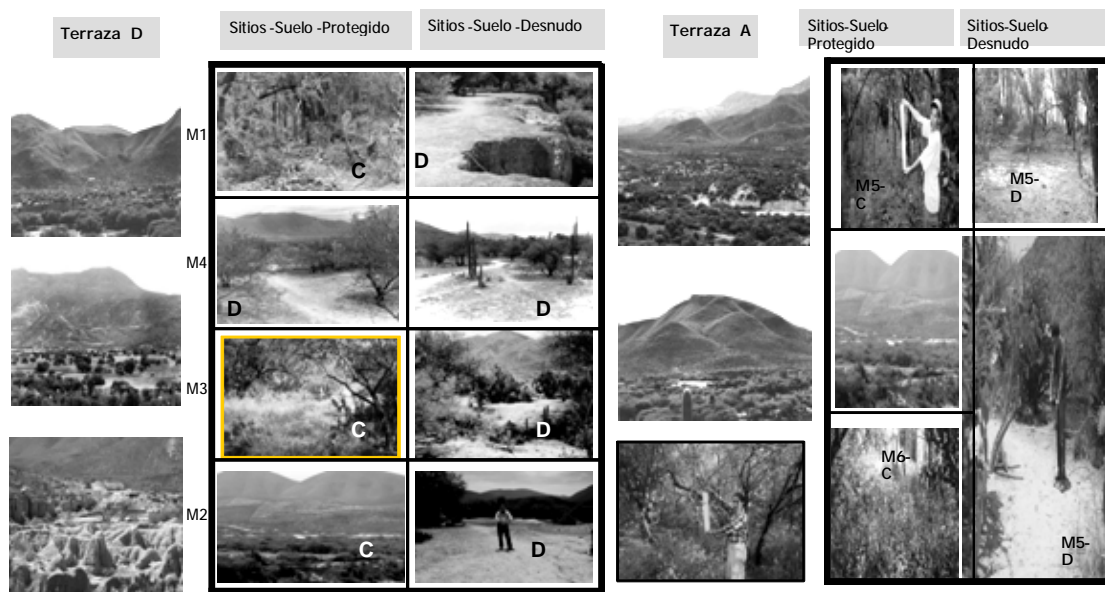 Terraza D
Sitios-Suelo-Protegido
Sitios-Suelo-Desnudo
Terraza A
Sitios-Suelo-
Protegido
Sitios-Suelo-
Desnudo
M1
C
D
M4
D
D
M3
C
D
M2
C
D
M5-
C
M5-
D
M6-
C
M5-
D